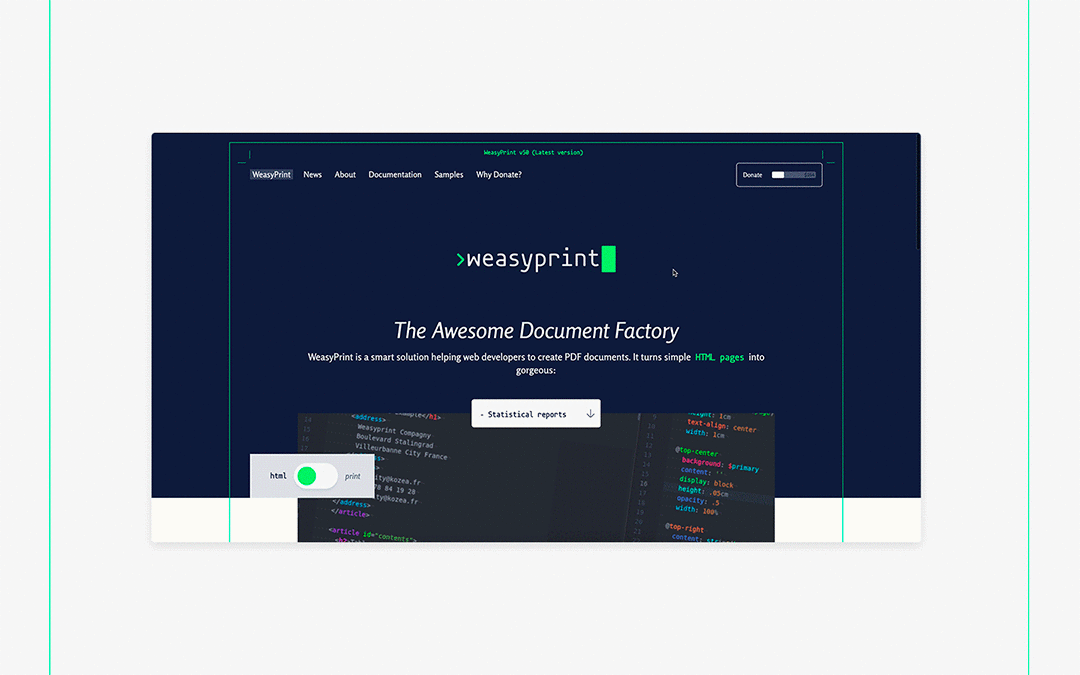 WeasyPrint v50 (Latest version)
WeasyPrint News About Documentation Samples Why Donate?
Donate
>weasyprint
The Awesome Document Factory
WeasyPrint is a smart solution helping web developers to create PDF documents. It turns simple HTML pages into
gorgeous:
- Statistical reports
<address>
Weasyprint Compagny
Boulevard Stalingrad
Villeurbanne City France
ity@kozea.fr
78 84 19 28
ty@kozea.fr
</address>
</article>
<article id="contents">
html
print
height: 1cm
text-align: center
width: 1cm
@top-center
background: $primary
content: ''
display: block
height: .05cm
opacity: .5
width: 100%
@top-right